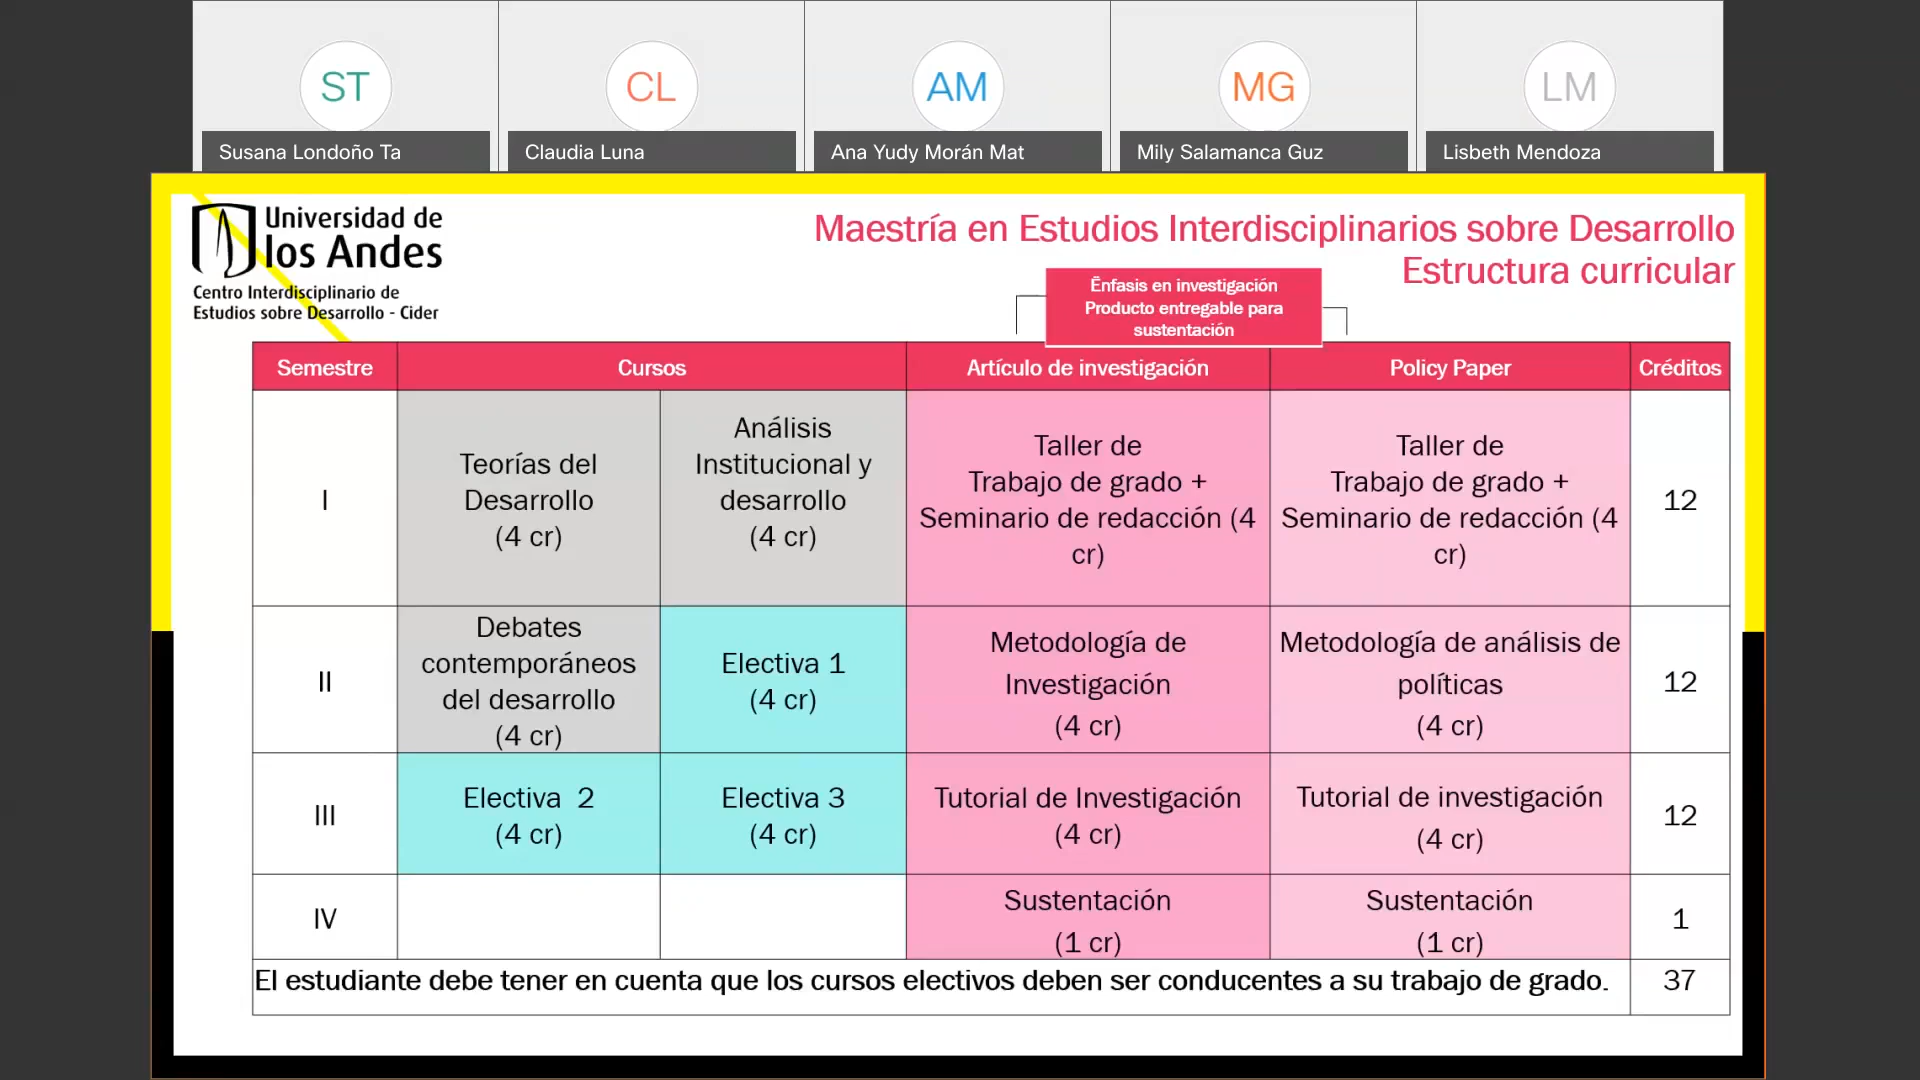 ST
CL
AM
MG
LM
Susana Londoño Ta
Claudia Luna
Ana Yudy Morán Mat
Mily Salamanca Guz
Lisbeth Mendoza
Universidad de
los Andes
Centro Interdisciplinario de
Estudios sobre Desarrollo - Cider
Maestría en Estudios Interdisciplinarios sobre Desarrollo
Estructura curricular
Ēnfasis en investigación
Producto entregable para
sustentación
Semestre
Cursos
Artículo de investigación
Policy Paper
Créditos
I
Teorías del
Desarrollo
(4 cr)
Análisis
Institucional y
desarrollo
(4 cr)
Taller de
Trabajo de grado +
Seminario de redacción (4
cr)
Taller de
Trabajo de grado +
Seminario de redacción (4
cr)
12
II
Debates
contemporáneos
del desarrollo
(4 cr)
Electiva 1
(4 cr)
Metodología de
Investigación
(4 cr)
Metodología de análisis de
políticas
(4 cr)
12
III
Electiva 2
(4 cr)
Electiva 3
(4 cr)
Tutorial de Investigación
(4 cr)
Tutorial de investigación
(4 cr)
12
IV
Sustentación
(1 cr)
Sustentación
(1 cr)
1
El estudiante debe tener en cuenta que los cursos electivos deben ser conducentes a su trabajo de grado.
37